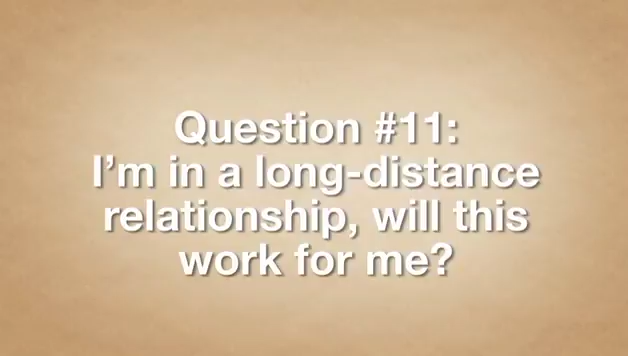 Question #11:
I’m in a long-distance
relationship, will this
work for me?